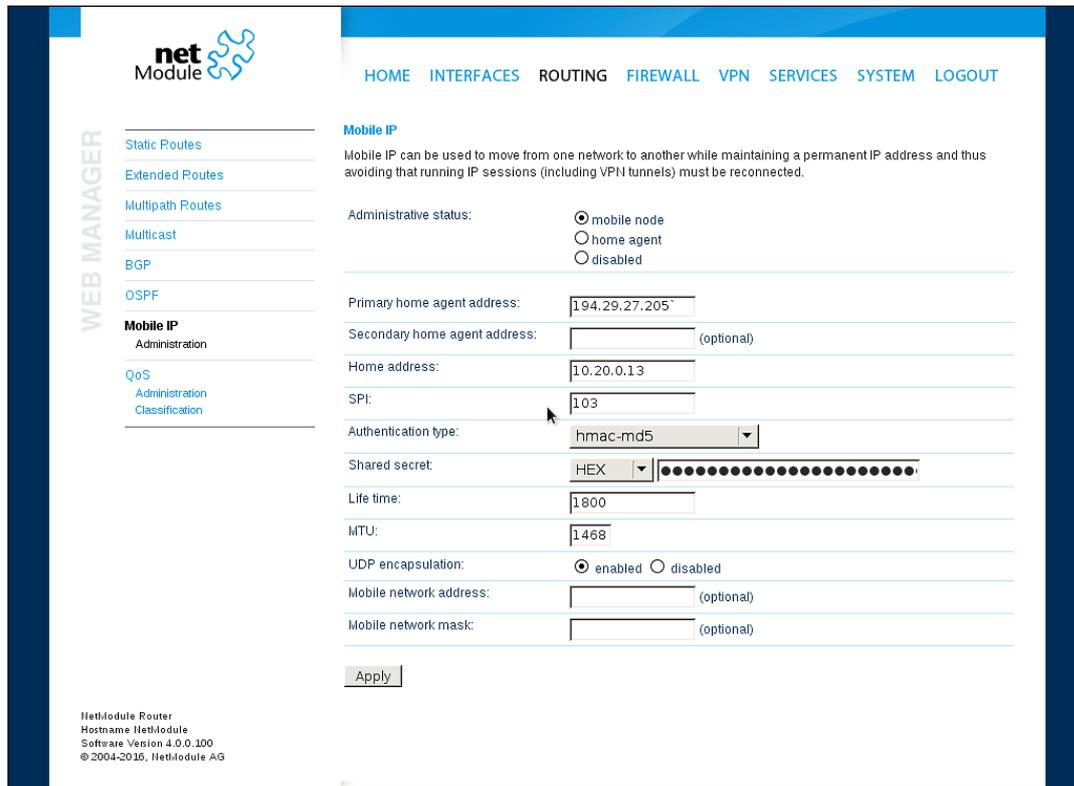 net
Module
HOME INTERFACES ROUTING FIREWALL VPN SERVICES SYSTEM LOGOUT
WEB MANAGER
Static Routes
Extended Routes
Multipath Routes
Multicast
BGP
OSPF
Mobile IP
Administration
QoS
Administration
Classification
Mobile IP
Mobile IP can be used to move from one network to another while maintaining a permanent IP address and thus
avoiding that running IP sessions (including VPN tunnels) must be reconnected.
Administrative status:
mobile node
home agent
disabled
Primary home agent address: 194.29.27.205`
Secondary home agent address: (optional)
Home address: 10.20.0.13
SPI: 103
Authentication type: hmac-md5
Shared secret: HEX ●●●●●●●●●●●●●●●●●●●●●●
Life time: 1800
MTU: 1468
UDP encapsulation: enabled disabled
Mobile network address: (optional)
Mobile network mask: (optional)
Apply
NetModule Router
Hostname NetModule
Software Version 4.0.0.100
© 2004-2016, NetModule AG